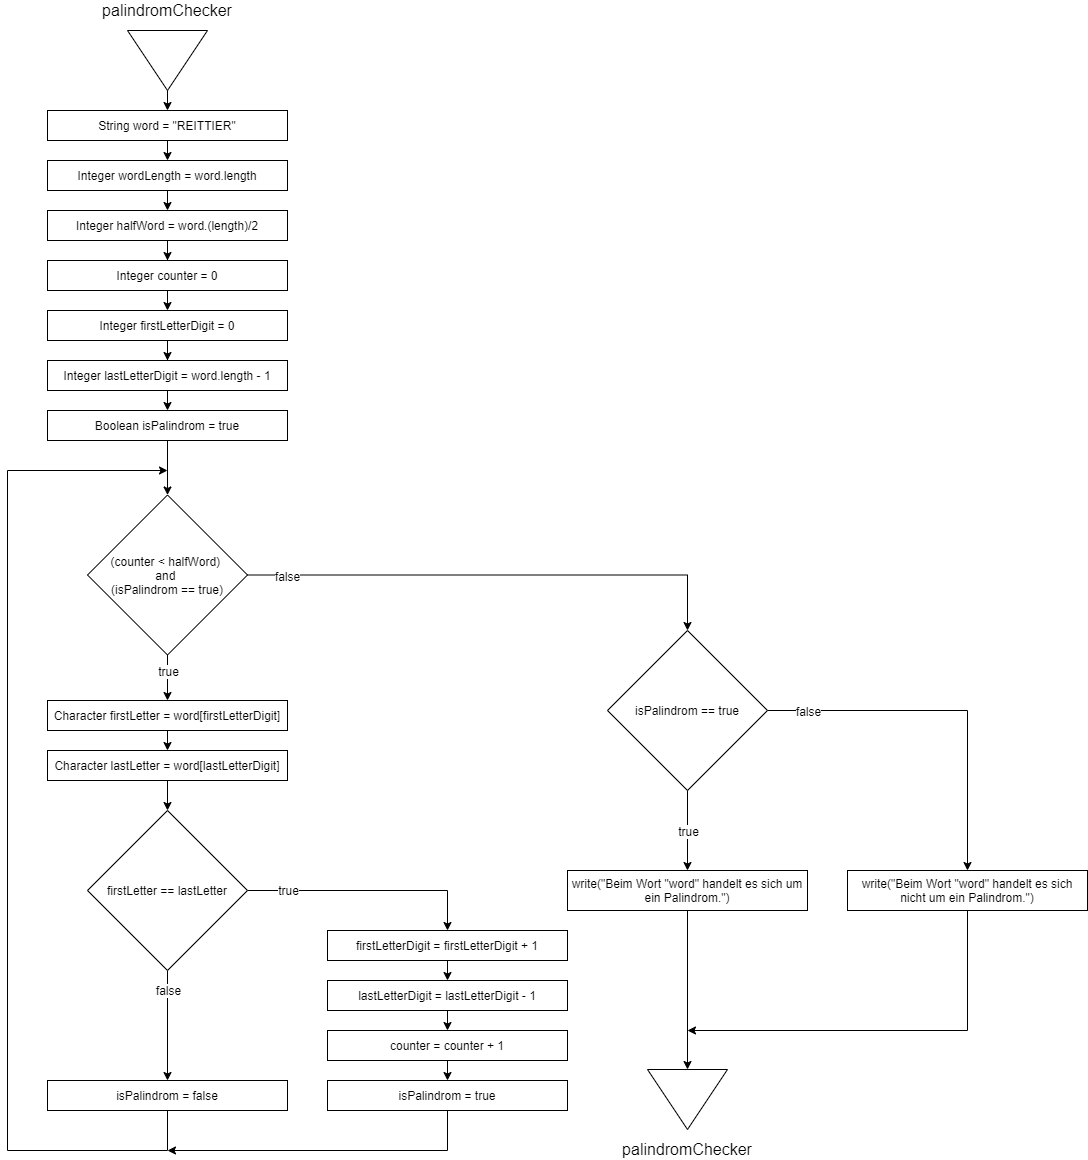 palindromChecker
String word = "REITTIER"
Integer wordLength = word.length
Integer halfWord = word.(length)/2
Integer counter = 0
Integer firstLetterDigit = 0
Integer lastLetterDigit = word.length - 1
Boolean isPalindrom = true
(counter < halfWord)
and
(isPalindrom == true)
false
true
Character firstLetter = word[firstLetterDigit]
Character lastLetter = word[lastLetterDigit]
firstLetter == lastLetter
true
false
firstLetterDigit = firstLetterDigit + 1
lastLetterDigit = lastLetterDigit - 1
counter = counter + 1
isPalindrom = false
isPalindrom = true
isPalindrom == true
false
true
write("Beim Wort "word" handelt es sich um
ein Palindrom.")
write("Beim Wort "word" handelt es sich
nicht um ein Palindrom.")
palindromChecker